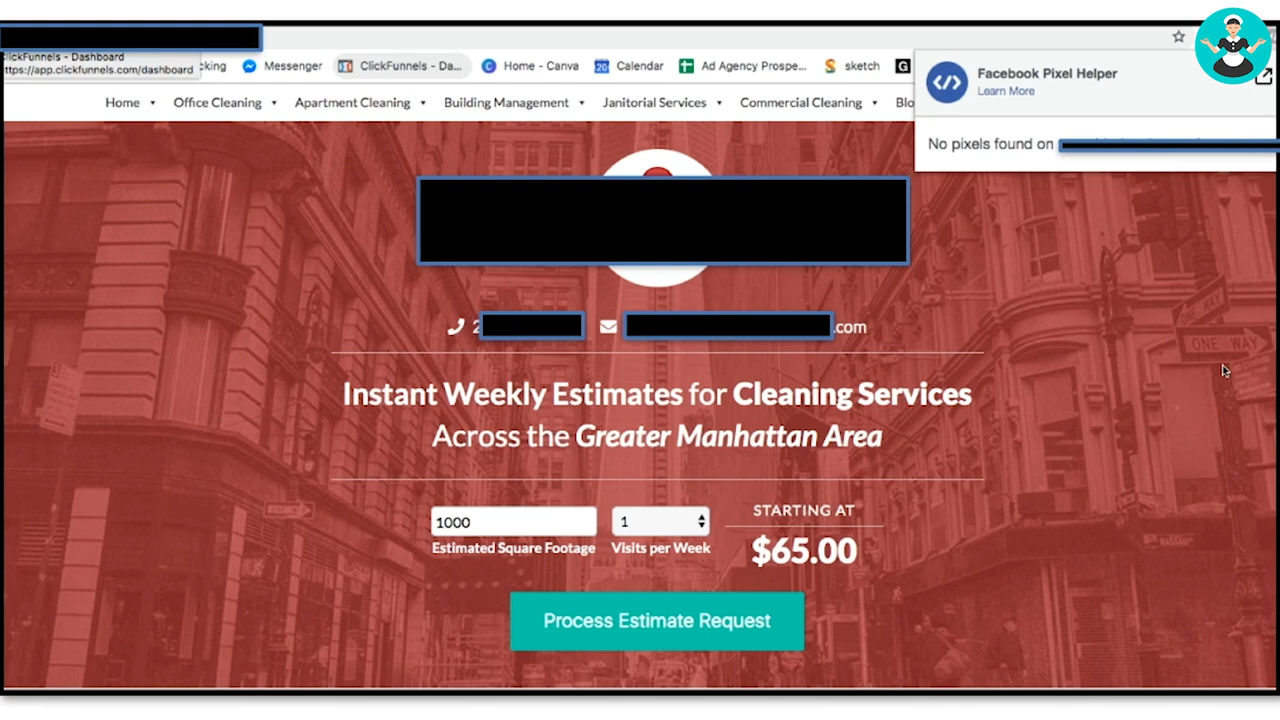 ClickFunnels - Dashboard
https://app.clickfunnels.com/dashboard
cking Messenger ClickFunnels - Da... Home - Canva Calendar Ad Agency Prospe... sketch G
Facebook Pixel Helper
Learn More
Home Office Cleaning Apartment Cleaning Building Management Janitorial Services Commercial Cleaning Blo
No pixels found on
2 .com
ONE WAY
Instant Weekly Estimates for Cleaning Services
Across the Greater Manhattan Area
1000 1 STARTING AT
Estimated Square Footage Visits per Week $65.00
Process Estimate Request